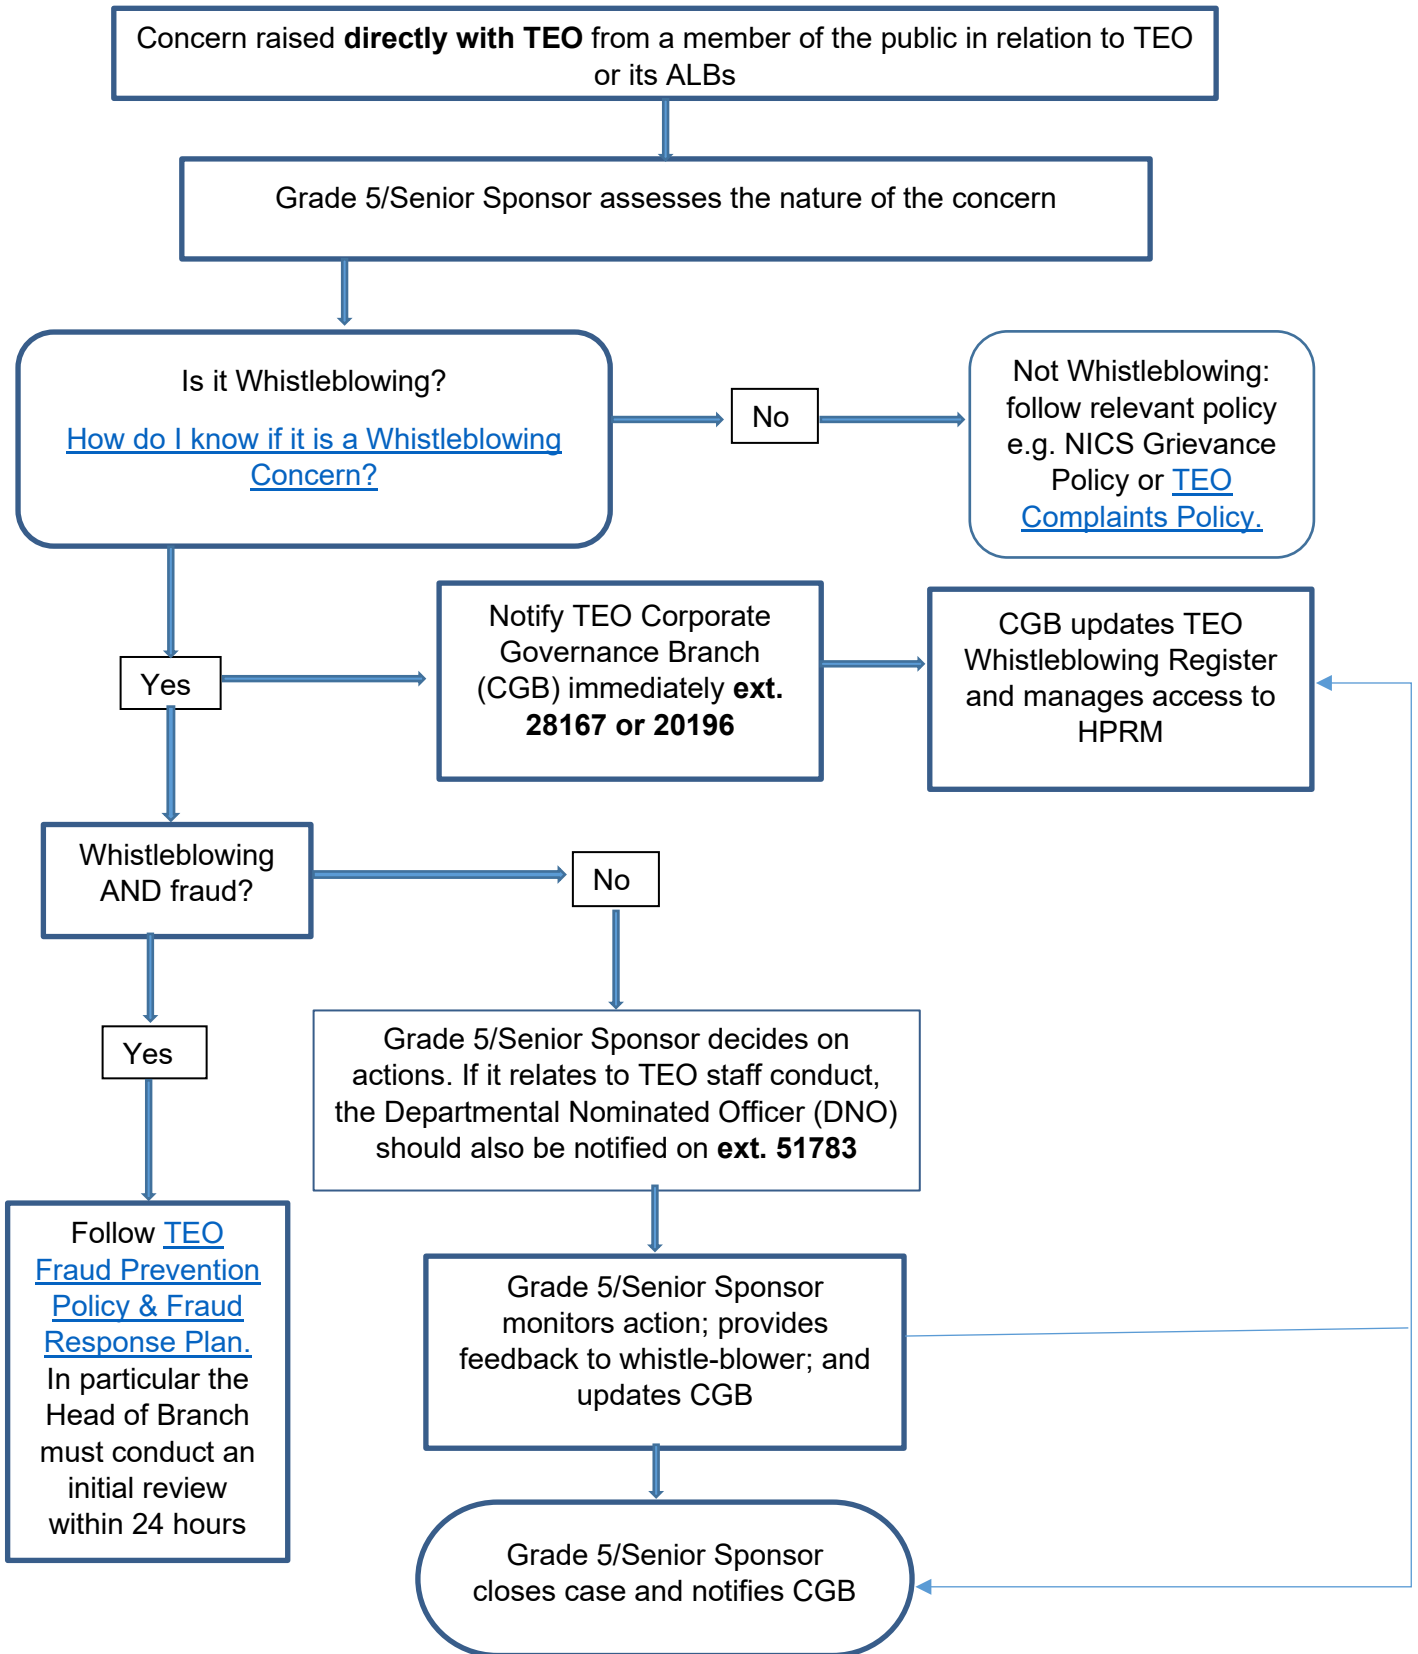 Concern raised directly with TEO from a member of the public in relation to TEO
or its ALBs
Grade 5/Senior Sponsor assesses the nature of the concern
Is it Whistleblowing?
How do I know if it is a Whistleblowing
Concern?
No
Not Whistleblowing:
follow relevant policy
e.g. NICS Grievance
Policy or TEO
Complaints Policy.
Yes
Notify TEO Corporate
Governance Branch
(CGB) immediately ext.
28167 or 20196
CGB updates TEO
Whistleblowing Register
and manages access to
HPRM
Whistleblowing
AND fraud?
No
Yes
Grade 5/Senior Sponsor decides on
actions. If it relates to TEO staff conduct,
the Departmental Nominated Officer (DNO)
should also be notified on ext. 51783
Follow TEO
Fraud Prevention
Policy & Fraud
Response Plan.
In particular the
Head of Branch
must conduct an
initial review
within 24 hours
Grade 5/Senior Sponsor
monitors action; provides
feedback to whistle-blower; and
updates CGB
Grade 5/Senior Sponsor
closes case and notifies CGB